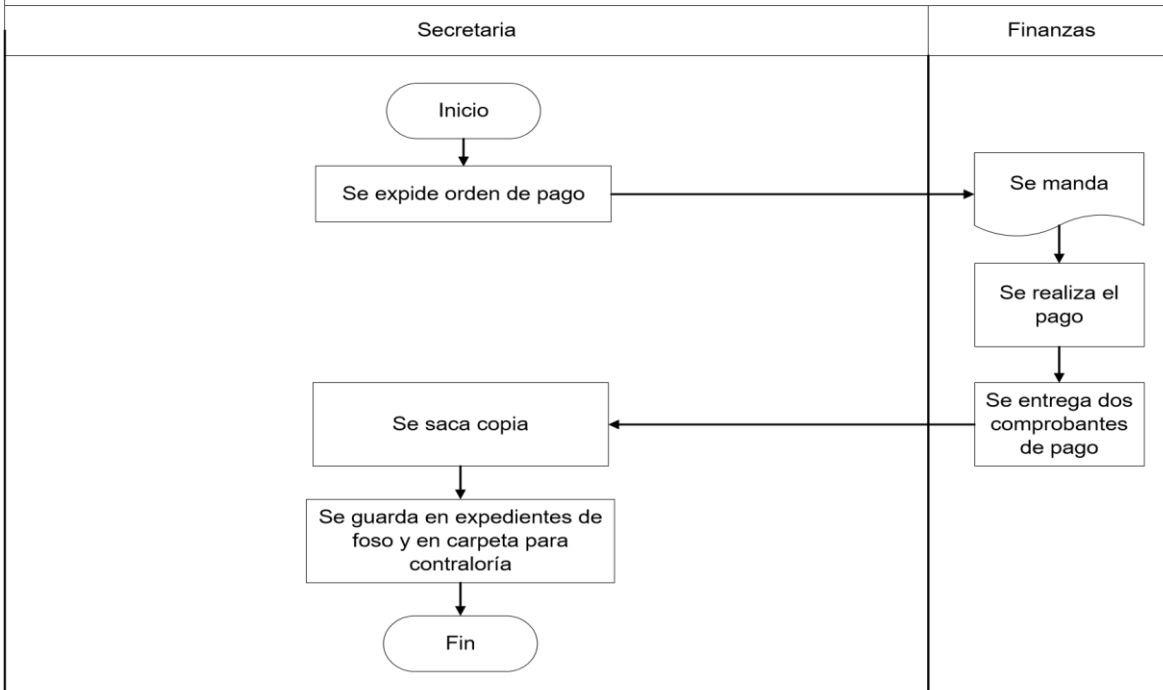 Secretaria
Finanzas
Inicio
Se expide orden de pago
Se manda
Se realiza el
pago
Se entrega dos
comprobantes
de pago
Se saca copia
Se guarda en expedientes de
foso y en carpeta para
contraloría
Fin